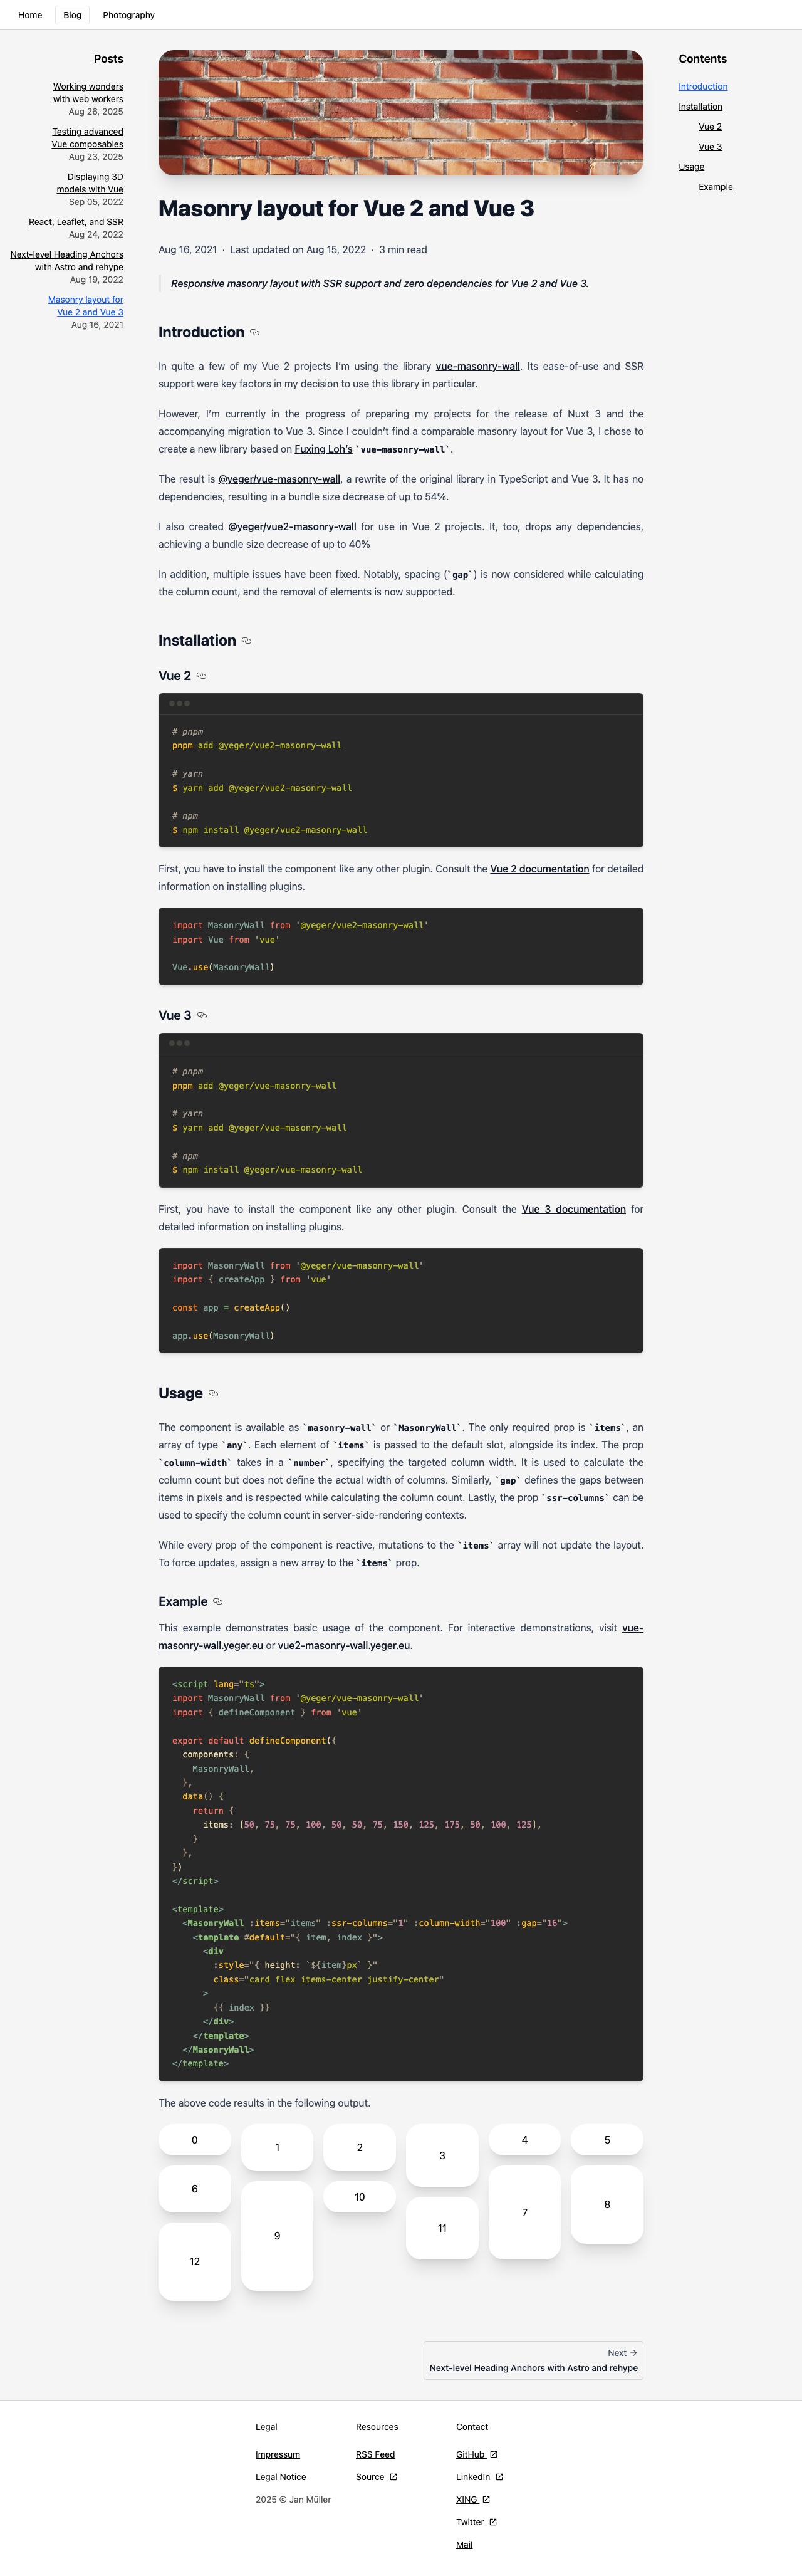 Home Blog Photography
Posts
Working wonders
with web workers
Aug 26, 2025
Testing advanced
Vue composables
Aug 23, 2025
Displaying 3D
models with Vue
Sep 05, 2022
React, Leaflet, and SSR
Aug 24, 2022
Next-level Heading Anchors
with Astro and rehype
Aug 19, 2022
Masonry layout for
Vue 2 and Vue 3
Aug 16, 2021
Masonry layout for Vue 2 and Vue 3
Aug 16, 2021 · Last updated on Aug 15, 2022 · 3 min read
Responsive masonry layout with SSR support and zero dependencies for Vue 2 and Vue 3.
Introduction
In quite a few of my Vue 2 projects I’m using the library vue-masonry-wall. Its ease-of-use and SSR
support were key factors in my decision to use this library in particular.
However, I’m currently in the progress of preparing my projects for the release of Nuxt 3 and the
accompanying migration to Vue 3. Since I couldn’t find a comparable masonry layout for Vue 3, I chose to
create a new library based on Fuxing Loh’s `vue-masonry-wall`.
The result is @yeger/vue-masonry-wall, a rewrite of the original library in TypeScript and Vue 3. It has no
dependencies, resulting in a bundle size decrease of up to 54%.
I also created @yeger/vue2-masonry-wall for use in Vue 2 projects. It, too, drops any dependencies,
achieving a bundle size decrease of up to 40%
In addition, multiple issues have been fixed. Notably, spacing (`gap`) is now considered while calculating
the column count, and the removal of elements is now supported.
Installation
Vue 2
# pnpm
pnpm add @yeger/vue2-masonry-wall
# yarn
$ yarn add @yeger/vue2-masonry-wall
# npm
$ npm install @yeger/vue2-masonry-wall
First, you have to install the component like any other plugin. Consult the Vue 2 documentation for detailed
information on installing plugins.
import MasonryWall from '@yeger/vue2-masonry-wall'
import Vue from 'vue'
Vue.use(MasonryWall)
Vue 3
# pnpm
pnpm add @yeger/vue-masonry-wall
# yarn
$ yarn add @yeger/vue-masonry-wall
# npm
$ npm install @yeger/vue-masonry-wall
First, you have to install the component like any other plugin. Consult the Vue 3 documentation for
detailed information on installing plugins.
import MasonryWall from '@yeger/vue-masonry-wall'
import { createApp } from 'vue'
const app = createApp()
app.use(MasonryWall)
Usage
The component is available as `masonry-wall` or `MasonryWall`. The only required prop is `items`, an
array of type `any`. Each element of `items` is passed to the default slot, alongside its index. The prop
`column-width` takes in a `number`, specifying the targeted column width. It is used to calculate the
column count but does not define the actual width of columns. Similarly, `gap` defines the gaps between
items in pixels and is respected while calculating the column count. Lastly, the prop `ssr-columns` can be
used to specify the column count in server-side-rendering contexts.
While every prop of the component is reactive, mutations to the `items` array will not update the layout.
To force updates, assign a new array to the `items` prop.
Example
This example demonstrates basic usage of the component. For interactive demonstrations, visit vue-
masonry-wall.yeger.eu or vue2-masonry-wall.yeger.eu.
<script lang="ts">
import MasonryWall from '@yeger/vue-masonry-wall'
import { defineComponent } from 'vue'
export default defineComponent({
components: {
MasonryWall,
},
data() {
return {
items: [50, 75, 75, 100, 50, 50, 75, 150, 125, 175, 50, 100, 125],
}
},
})
</script>
<template>
<MasonryWall :items="items" :ssr-columns="1" :column-width="100" :gap="16">
<template #default="{ item, index }">
<div
:style="{ height: `${item}px` }"
class="card flex items-center justify-center"
>
{{ index }}
</div>
</template>
</MasonryWall>
</template>
The above code results in the following output.
0 1 2 3 4 5
6 10 7 8
9 11
12
Next →
Next-level Heading Anchors with Astro and rehype
Contents
Introduction
Installation
Vue 2
Vue 3
Usage
Example
Legal
Impressum
Legal Notice
2025 © Jan Müller
Resources
RSS Feed
Source
Contact
GitHub
LinkedIn
XING
Twitter
Mail